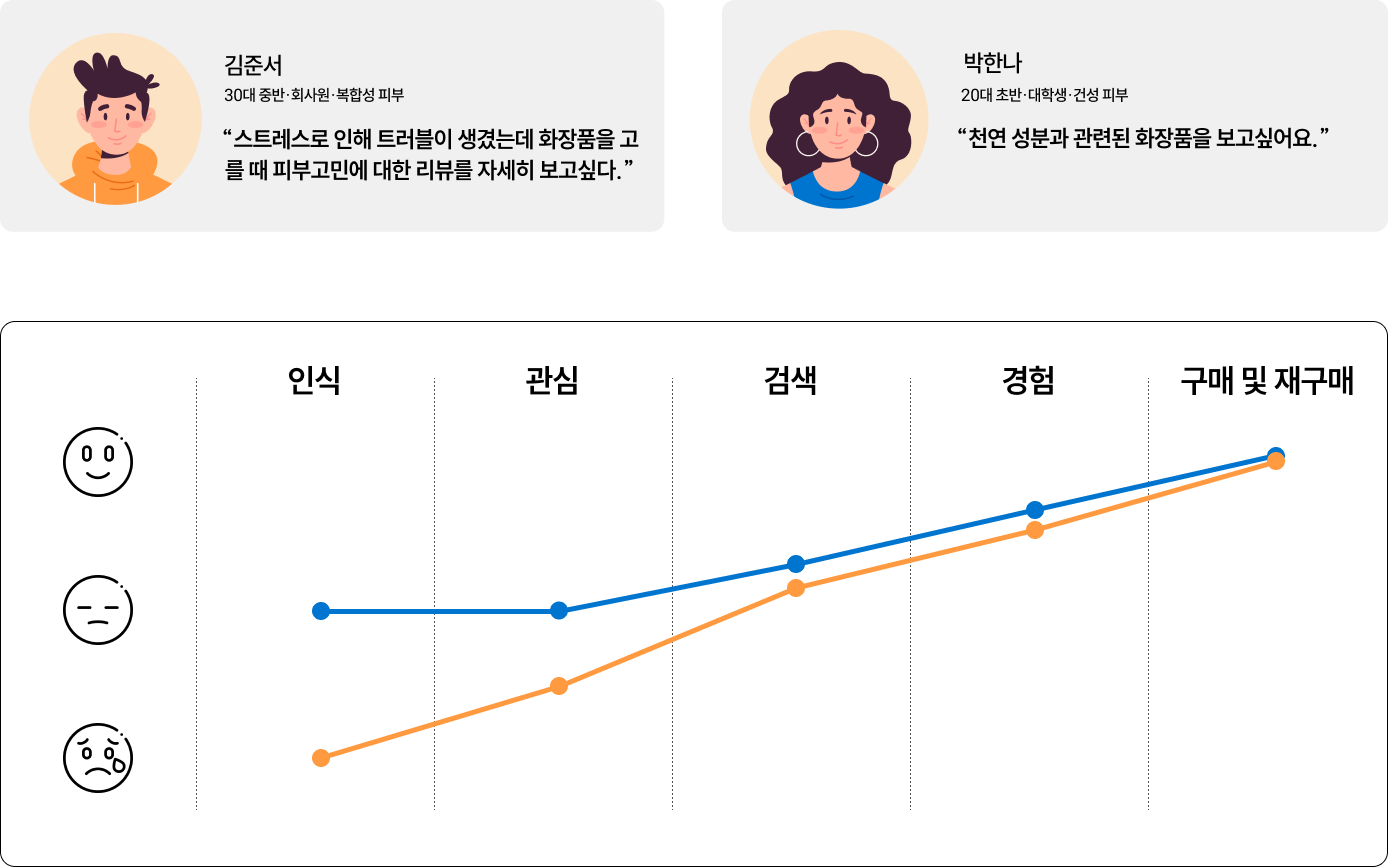 김준서
30대 중반·회사원·복합성 피부
“스트레스로 인해 트러블이 생겼는데 화장품을 고
를 때 피부고민에 대한 리뷰를 자세히 보고싶다.”
박한나
20대 초반·대학생·건성 피부
“천연 성분과 관련된 화장품을 보고싶어요.”
인식
관심
검색
경험
구매 및 재구매